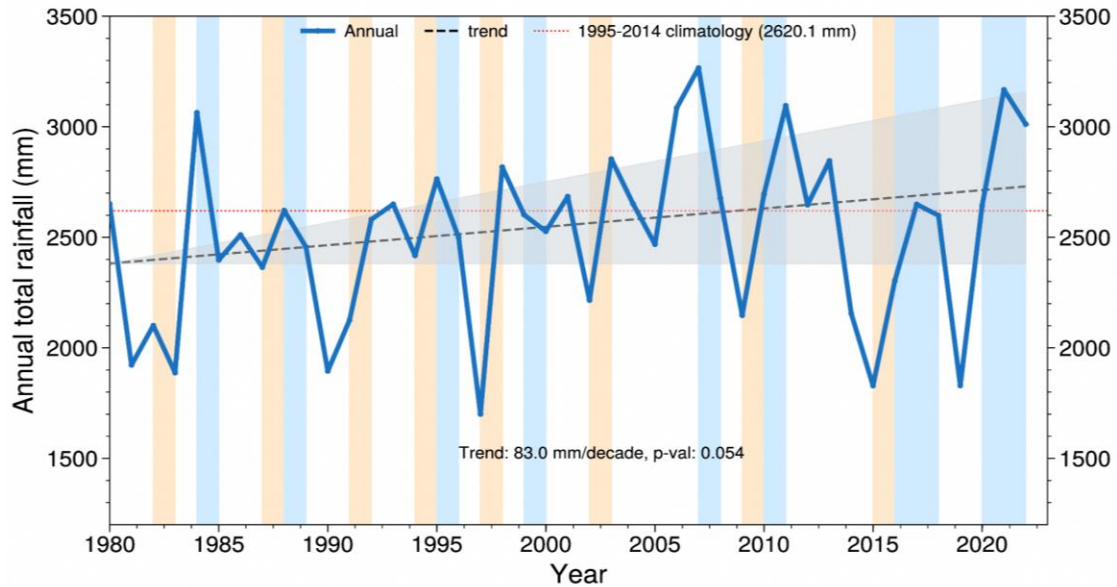 3500
3000
2500
2000
1500
Annual total rainfall (mm)
Annual
trend
1995-2014 climatology (2620.1 mm)
3500
3000
2500
2000
1500
Trend: 83.0 mm/decade, p-val: 0.054
1980 1985 1990 1995 2000 2005 2010 2015 2020
Year